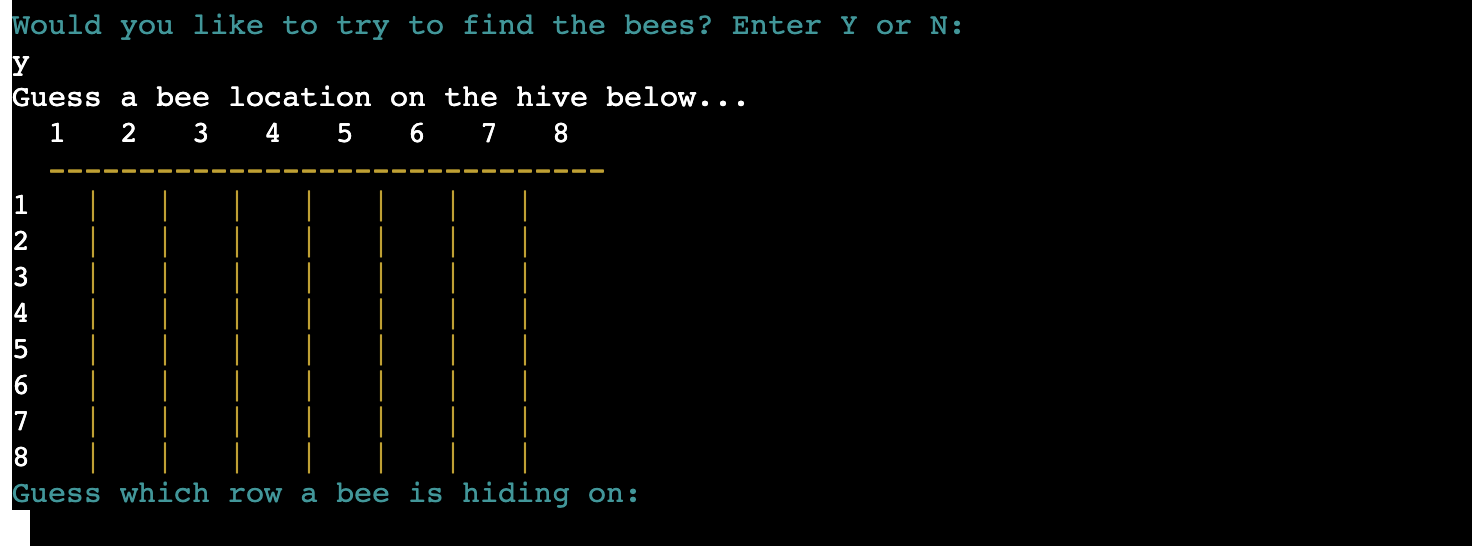 Would you like to try to find the bees? Enter Y or N:
y
Guess a bee location on the hive below...
  1   2   3   4   5   6   7   8
  -------------------------------
1   |   |   |   |   |   |   |
2   |   |   |   |   |   |   |
3   |   |   |   |   |   |   |
4   |   |   |   |   |   |   |
5   |   |   |   |   |   |   |
6   |   |   |   |   |   |   |
7   |   |   |   |   |   |   |
8   |   |   |   |   |   |   |
Guess which row a bee is hiding on: